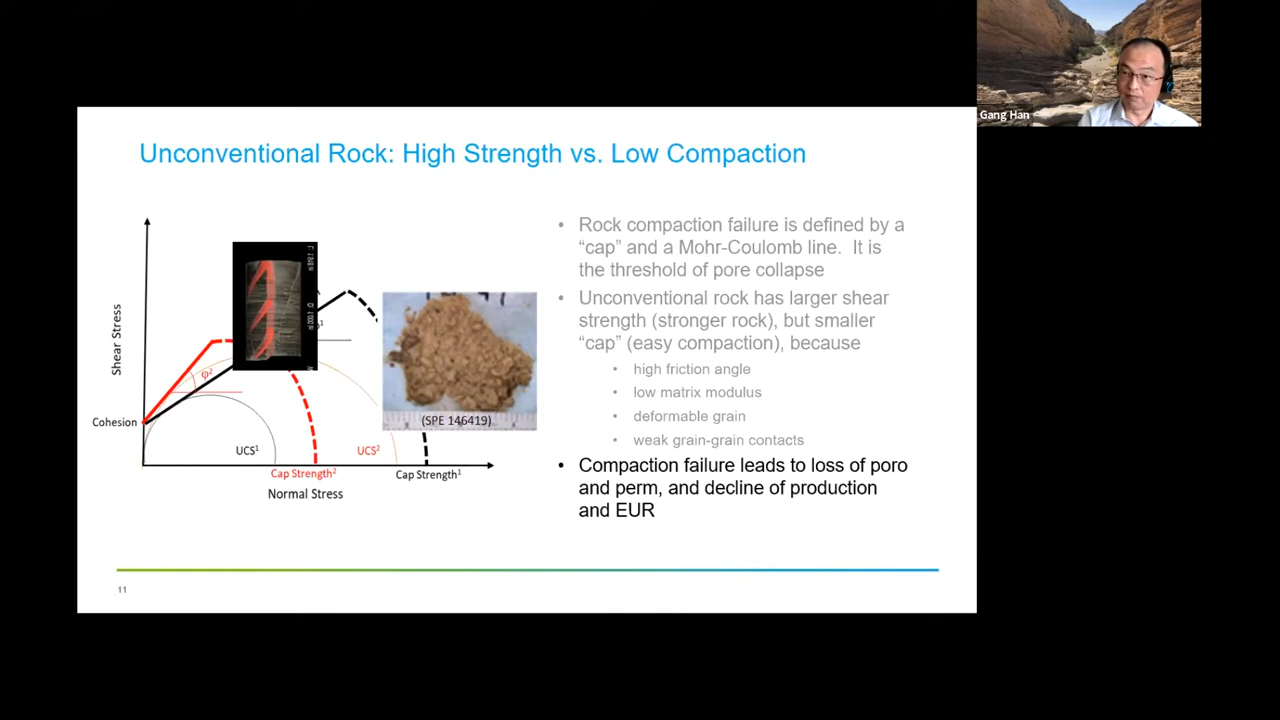 Gang Han
Unconventional Rock: High Strength vs. Low Compaction
• Rock compaction failure is defined by a
“cap” and a Mohr-Coulomb line. It is
the threshold of pore collapse
• Unconventional rock has larger shear
strength (stronger rock), but smaller
“cap” (easy compaction), because
• high friction angle
• low matrix modulus
• deformable grain
• weak grain-grain contacts
• Compaction failure leads to loss of poro
and perm, and decline of production
and EUR
Shear Stress
φ²
Cohesion
(SPE 146419)
UCS¹
UCS²
Cap Strength²
Cap Strength¹
Normal Stress
11